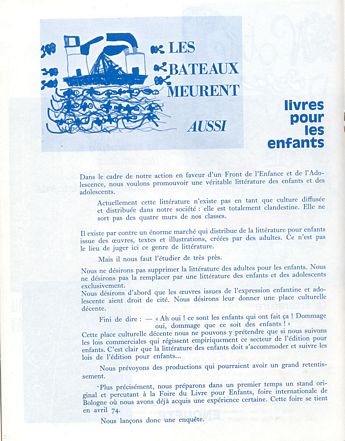 LES
BATEAUX
MEURENT
AUSSI
livres
pour
les
enfants
Dans le cadre de notre action en faveur d'un Front de l'Enfance et de l'Ado-
lescence, nous voulons promouvoir une véritable littérature des enfants et des
adolescents.
Actuellement cette littérature n'existe pas en tant que culture diffusée
et distribuée dans notre société : elle est totalement clandestine. Elle ne
sort pas des quatre murs de nos classes.
Il existe par contre un énorme marché qui distribue de la littérature pour enfants
issue des œuvres, textes et illustrations, créées par des adultes. Ce n'est pas
le lieu de juger ici ce genre de littérature.
Mais il nous faut l'étudier de très près.
Nous ne désirons pas supprimer la littérature des adultes pour les enfants. Nous
ne désirons pas la remplacer par une littérature des enfants et des adolescents
exclusivement.
Nous désirons d'abord que les œuvres issues de l'expression enfantine et ado-
lescente aient droit de cité. Nous désirons leur donner une place culturelle
décente.
Fini de dire : — « Ah oui ! ce sont les enfants qui ont fait ça ! Dommage
oui, dommage que ce soit des enfants ! »
Cette place culturelle décente nous ne pouvons y prétendre que si nous suivons
les lois commerciales qui régissent empiriquement ce secteur de l'édition pour
enfants. C'est clair que la littérature des enfants doit s'accommoder et suivre les
lois de l'édition pour enfants...
Nous prévoyons des productions qui pourraient avoir un grand retentis-
sement.
Plus précisément, nous préparons dans un premier temps un stand ori-
ginal et percutant à la Foire du Livre pour Enfants, foire internationale de
Bologne où nous avons déjà acquis une expérience certaine. Cette foire se tient
en avril 74.
Nous lançons donc une enquête.